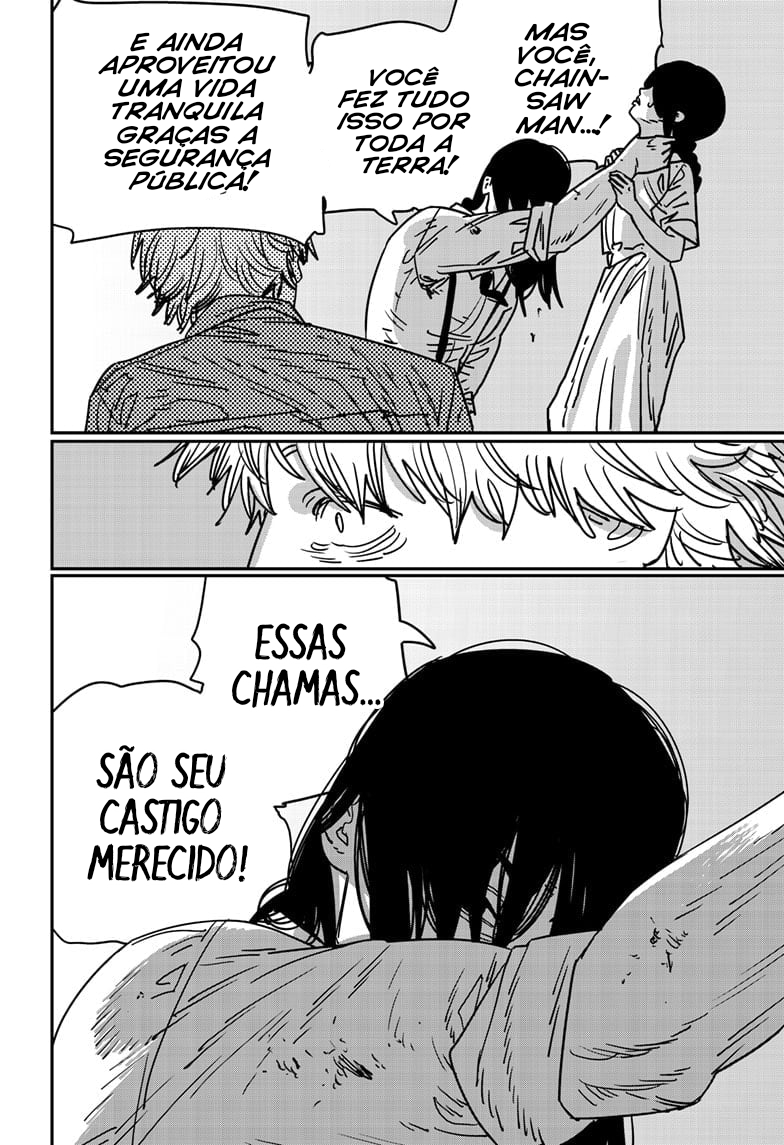 MAS
VOCÊ,
CHAIN-
SAW
MAN...!
VOCÊ
FEZ TUDO
ISSO POR
TODA A
TERRA!
E AINDA
APROVEITOU
UMA VIDA
TRANQUILA
GRAÇAS A
SEGURANÇA
PÚBLICA!
ESSAS
CHAMAS...
SÃO SEU
CASTIGO
MERECIDO!